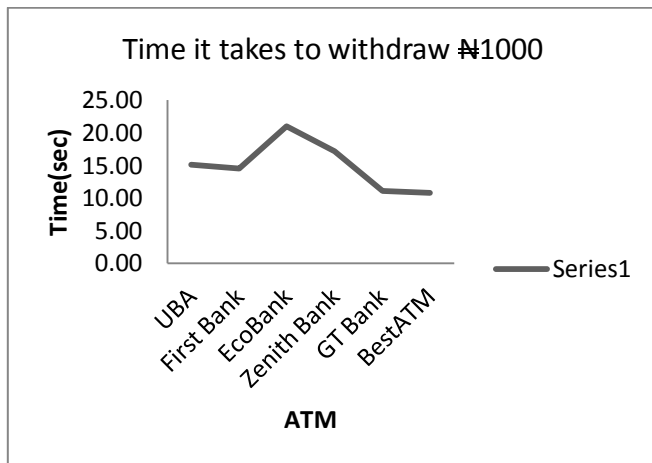 Time it takes to withdraw ₦1000
25.00
20.00
15.00
10.00
5.00
0.00
Time(sec)
UBA
First Bank
EcoBank
Zenith Bank
GT Bank
BestATM
ATM
Series1